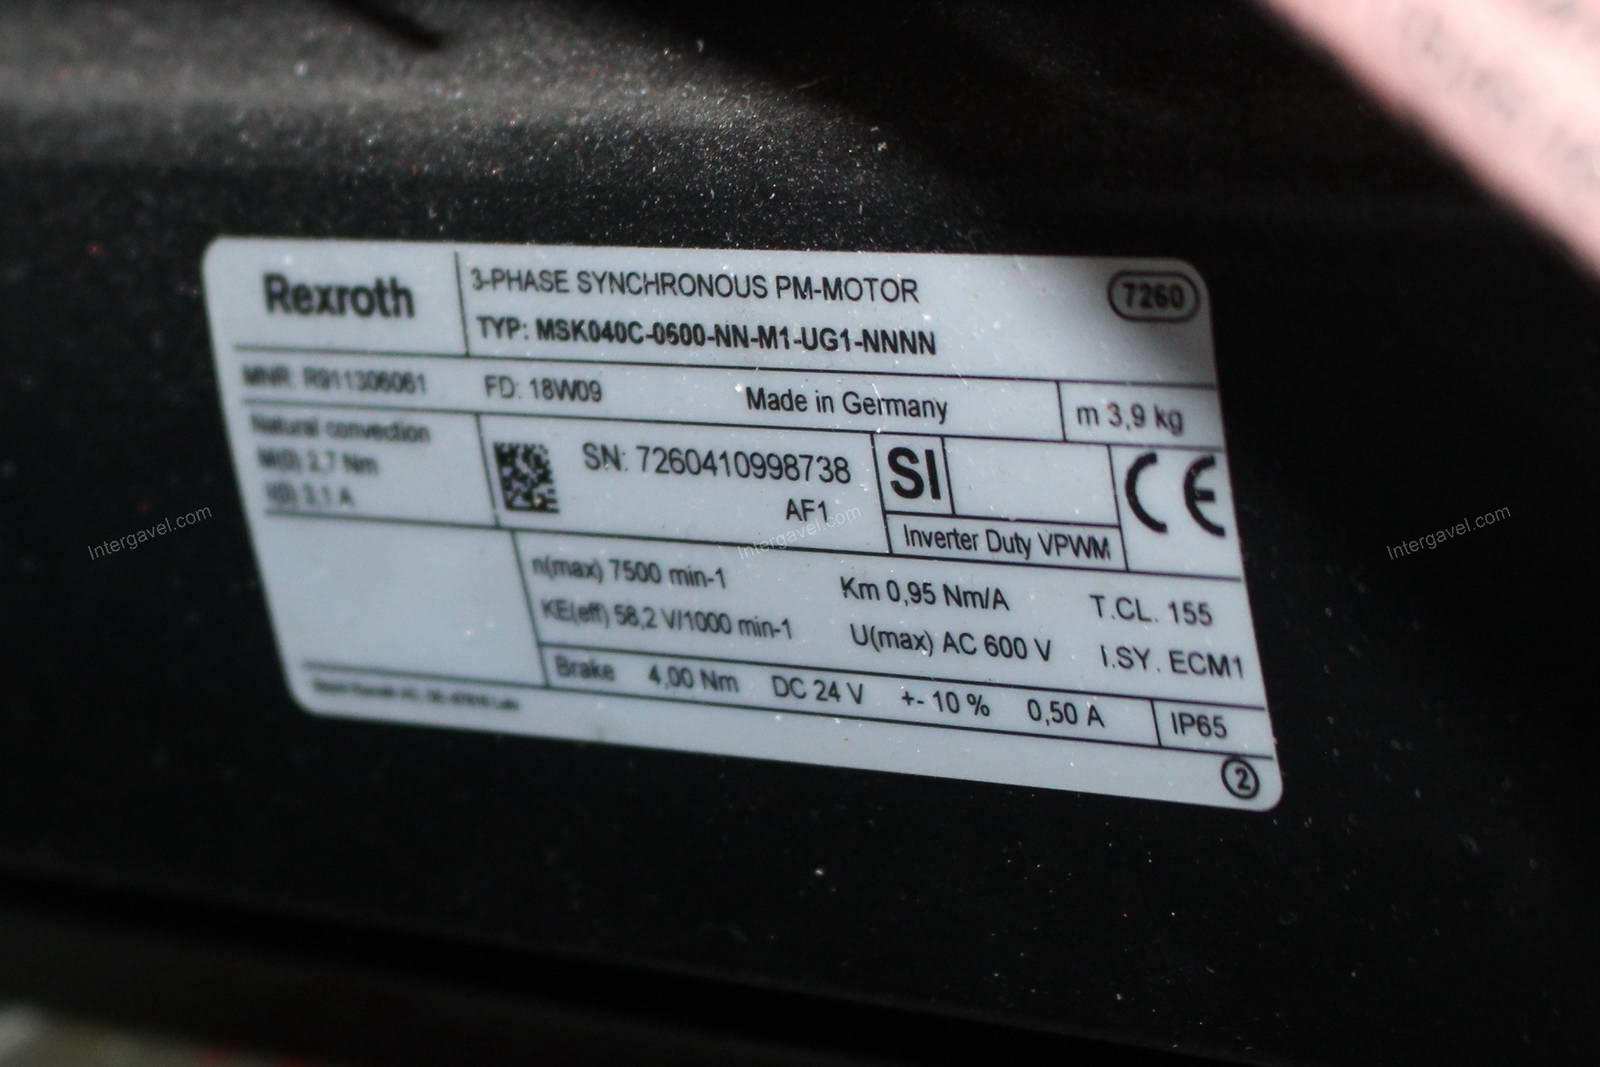 Rexroth
3-PHASE SYNCHRONOUS PM-MOTOR
7260
TYP: MSK040C-0600-NN-M1-UG1-NNNN
MNR: R911306061
FD: 18W09
Made in Germany
m 3,9 kg
Natural convection
M(0) 2,7 Nm
I(0) 3,1 A
SN: 7260410998738
AF1
SI
Inverter Duty VPWM
CE
n(max) 7500 min-1
Km 0,95 Nm/A
T.CL. 155
KE(eff) 58,2 V/1000 min-1
U(max) AC 600 V
I.SY. ECM1
Brake 4,00 Nm DC 24 V +- 10 % 0,50 A
IP65
2
Intergavel.com
Intergavel.com
Intergavel.com